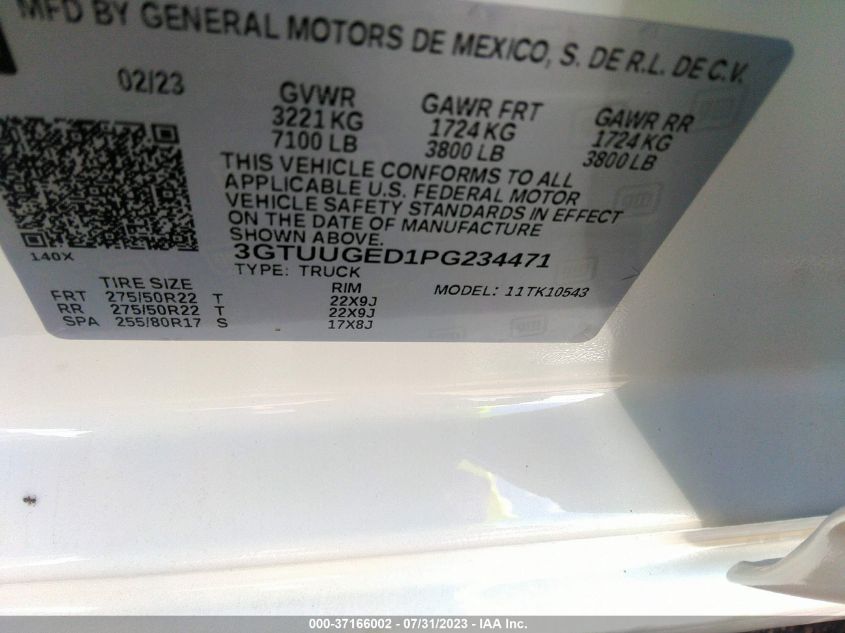 MFD BY GENERAL MOTORS DE MEXICO, S. DE R.L. DE C.V.
02/23
GVWR
3221 KG
7100 LB
GAWR FRT
1724 KG
3800 LB
GAWR RR
1724 KG
3800 LB
THIS VEHICLE CONFORMS TO ALL
APPLICABLE U.S. FEDERAL MOTOR
VEHICLE SAFETY STANDARDS IN EFFECT
ON THE DATE OF MANUFACTURE
SHOWN ABOVE.
140X
3GTUUGED1PG234471
TYPE: TRUCK
MODEL: 11TK10543
TIRE SIZE RIM
FRT 275/50R22 T 22X9J
RR 275/50R22 T 22X9J
SPA 255/80R17 S 17X8J
000-37166002 / 07/31/2023 - IAA Inc.